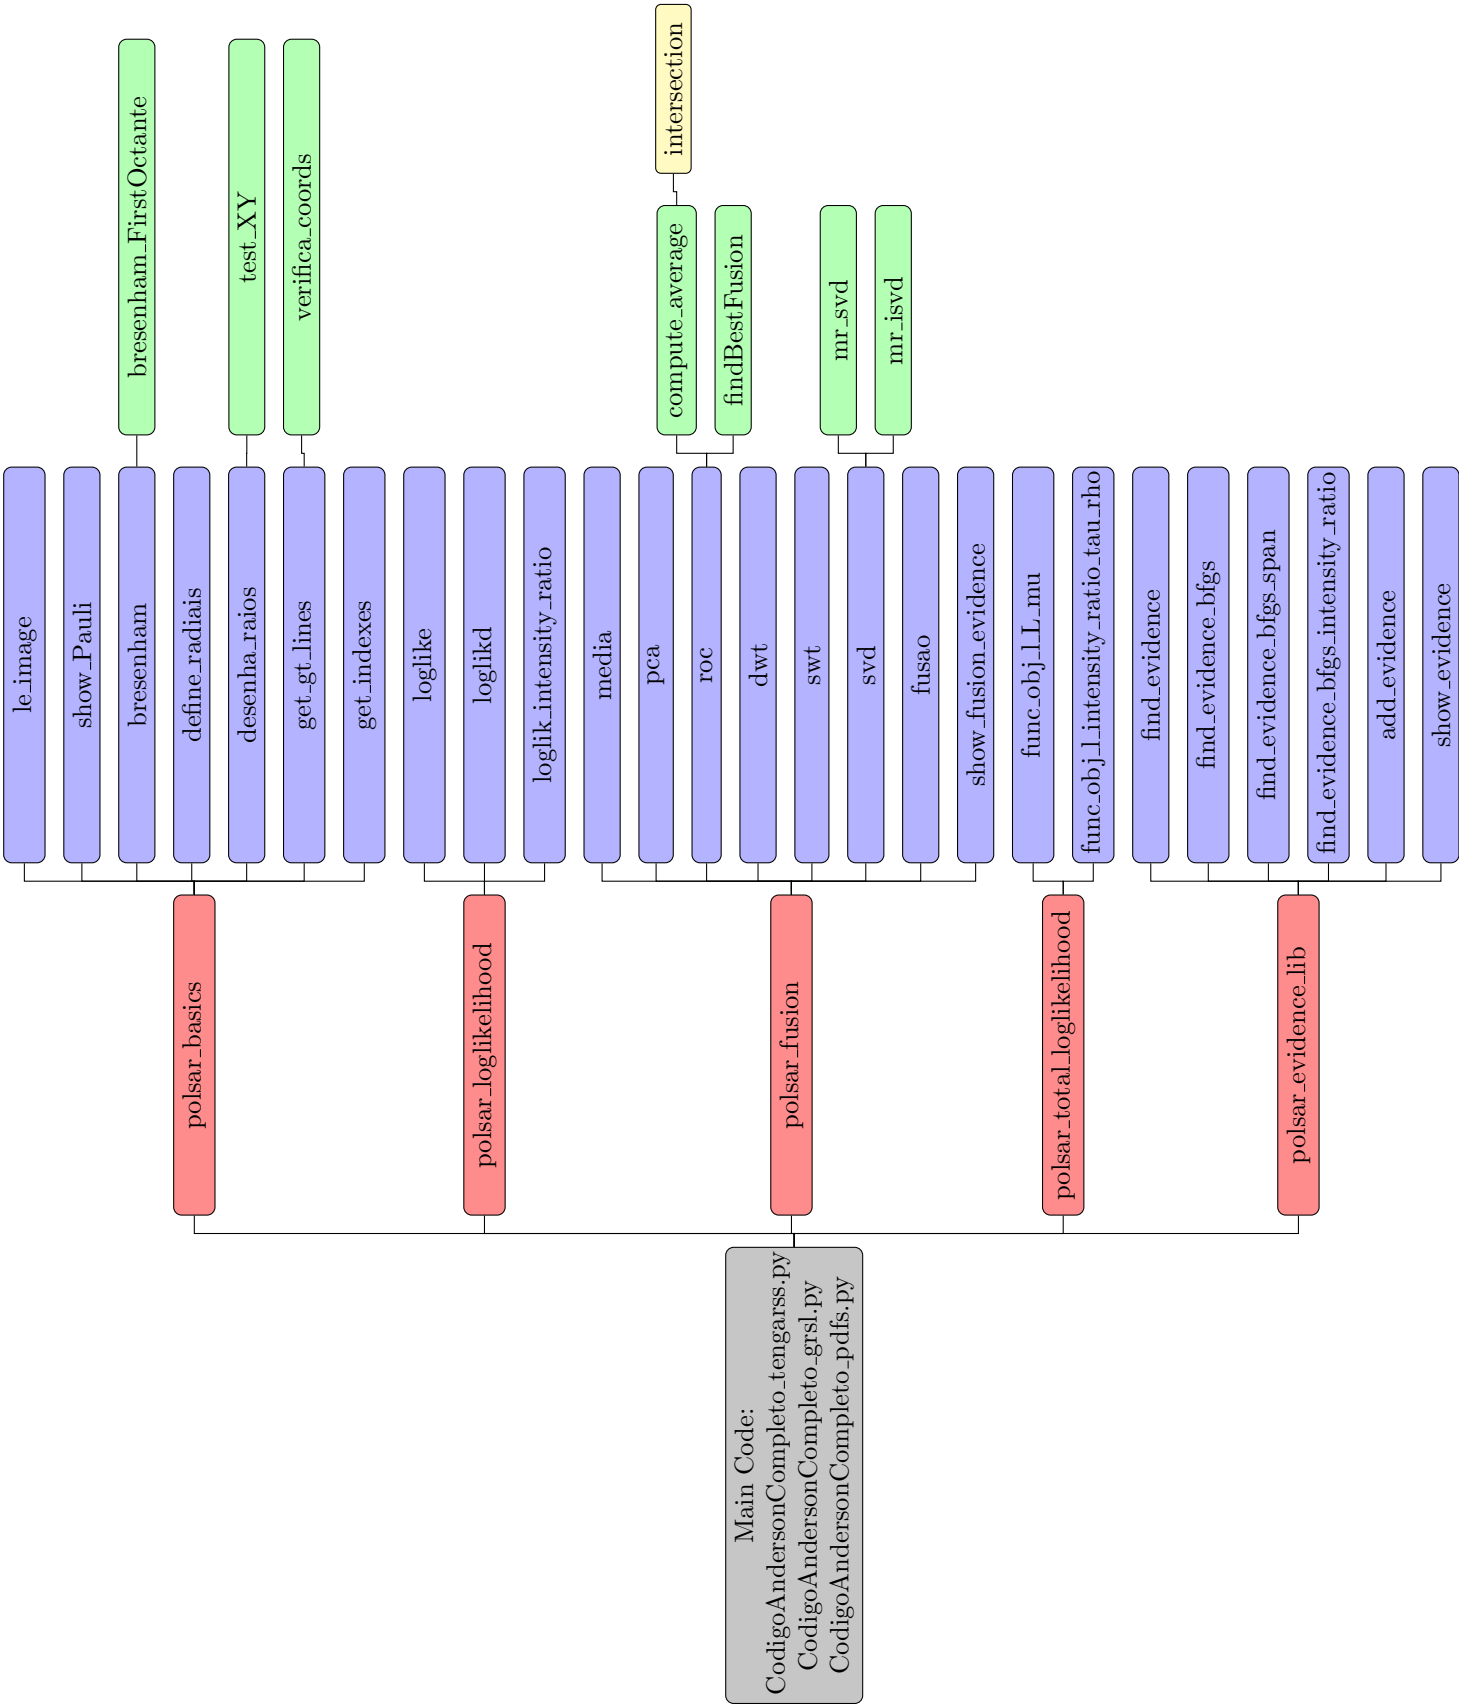 Main Code:
CodigoAndersonCompleto_tengarss.py
CodigoAndersonCompleto_grsl.py
CodigoAndersonCompleto_pdfs.py
polsar_basics
le_image
show_Pauli
bresenham
bresenham_FirstOctante
define_radiais
desenha_raios
test_XY
get_gt_lines
verifica_coords
get_indexes
polsar_loglikelihood
loglike
loglikd
loglik_intensity_ratio
polsar_fusion
media
pca
roc
compute_average
intersection
findBestFusion
dwt
swt
svd
mr_svd
mr_isvd
fusao
show_fusion_evidence
polsar_total_loglikelihood
func_obj_l_L_mu
func_obj_l_intensity_ratio_tau_rho
polsar_evidence_lib
find_evidence
find_evidence_bfgs
find_evidence_bfgs_span
find_evidence_bfgs_intensity_ratio
add_evidence
show_evidence